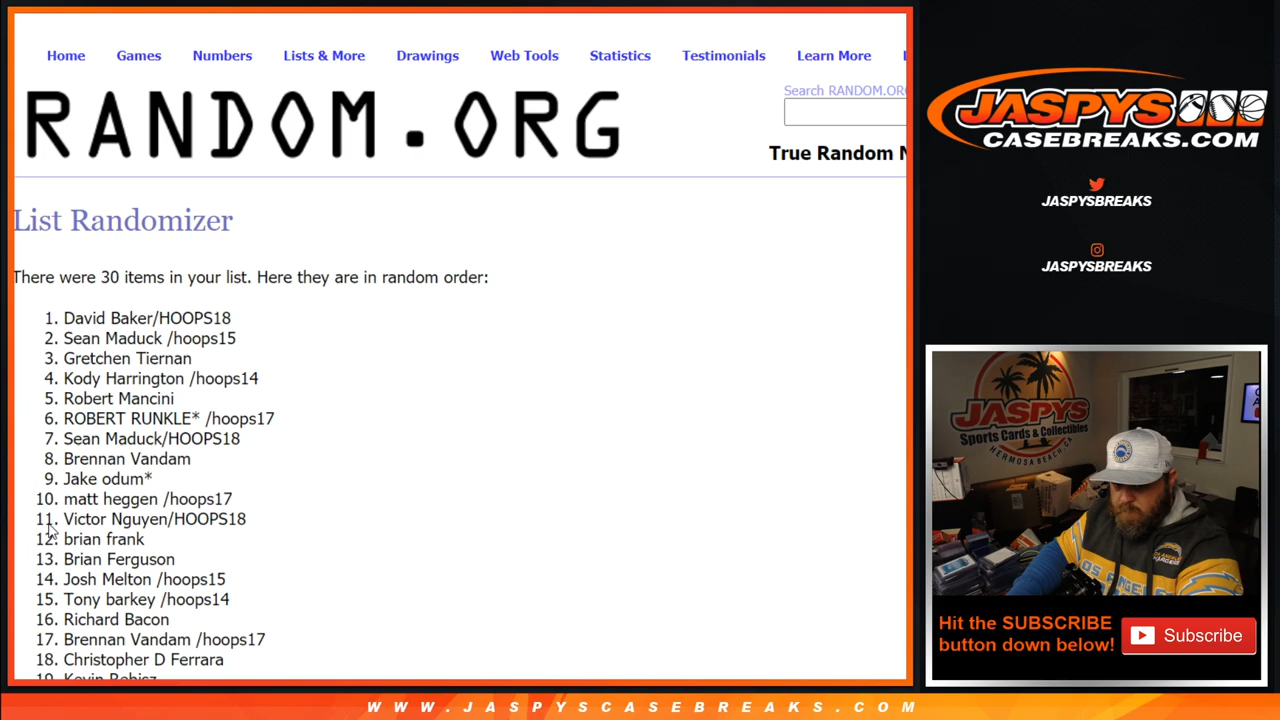 Home Games Numbers Lists & More Drawings Web Tools Statistics Testimonials Learn More
RANDOM.ORG
Search RANDOM.ORG
True Random
List Randomizer
There were 30 items in your list. Here they are in random order:
1. David Baker/HOOPS18
2. Sean Maduck /hoops15
3. Gretchen Tiernan
4. Kody Harrington /hoops14
5. Robert Mancini
6. ROBERT RUNKLE* /hoops17
7. Sean Maduck/HOOPS18
8. Brennan Vandam
9. Jake odum*
10. matt heggen /hoops17
11. Victor Nguyen/HOOPS18
12. brian frank
13. Brian Ferguson
14. Josh Melton /hoops15
15. Tony barkey /hoops14
16. Richard Bacon
17. Brennan Vandam /hoops17
18. Christopher D Ferrara
JASPYS
CASEBREAKS.COM
JASPYSBREAKS
JASPYSBREAKS
JASPYS
Sports Cards & Collectibles
HERMOSA BEACH, CA
Hit the SUBSCRIBE
button down below!
Subscribe
WWW.JASPYSCASEBREAKS.COM